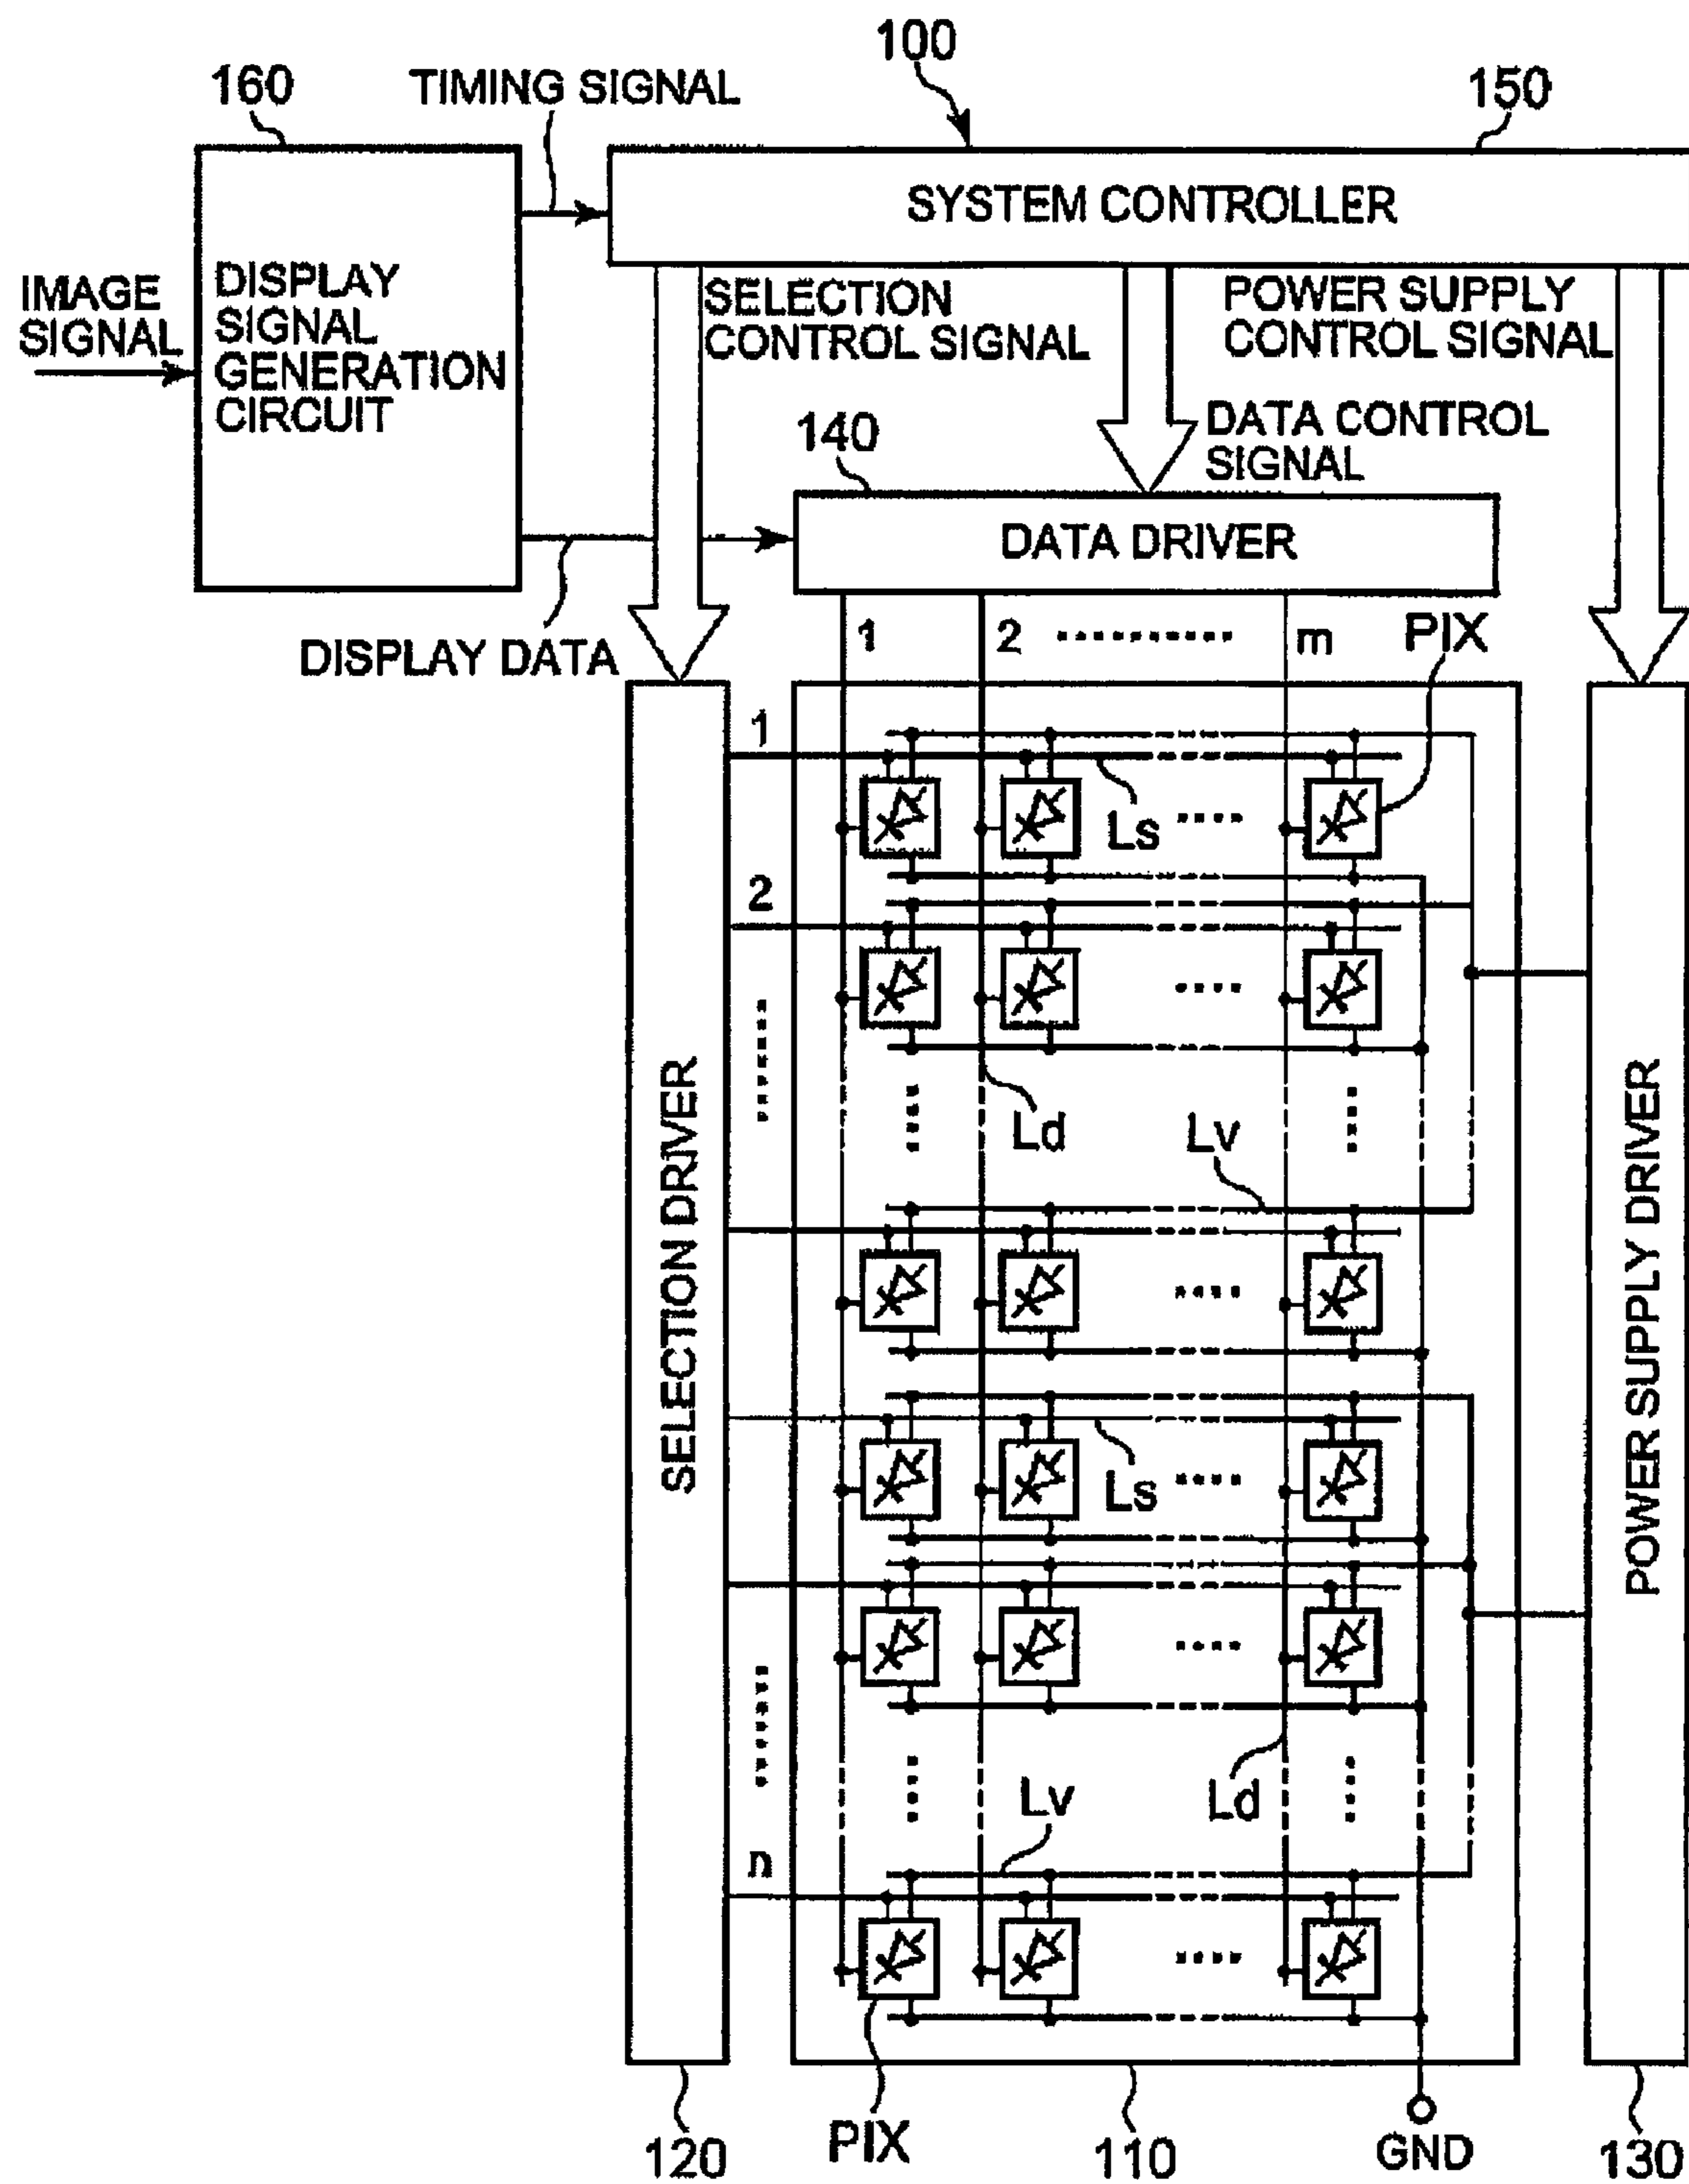 100
160
TIMING SIGNAL
150
SYSTEM CONTROLLER
IMAGE
SIGNAL
DISPLAY
SIGNAL
GENERATION
CIRCUIT
SELECTION
CONTROL SIGNAL
POWER SUPPLY
CONTROL SIGNAL
DATA CONTROL
SIGNAL
140
DATA DRIVER
DISPLAY DATA
1
2
m
PIX
1
Ls
2
Ld
Lv
SELECTION DRIVER
POWER SUPPLY DRIVER
Ls
Lv
Ld
n
120
PIX
110
GND
130